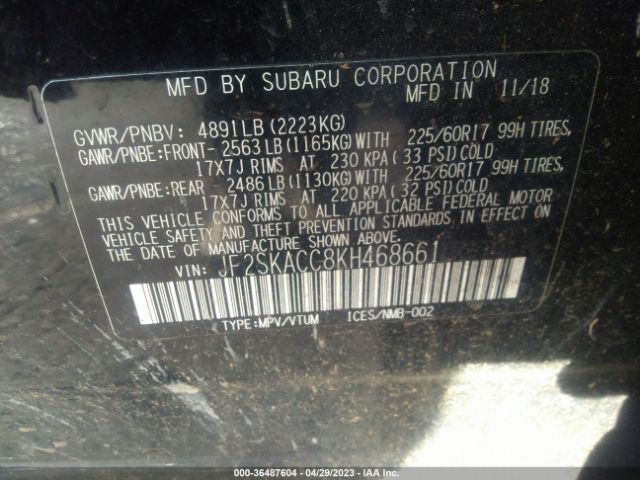 MFD BY SUBARU CORPORATION
MFD IN 11/18
GVWR/PNBV: 4891LB(2223KG)
GAWR/PNBE:FRONT- 2563LB(1165KG)WITH 225/60R17 99H TIRES,
17X7J RIMS AT 230 KPA(33 PSI)COLD
GAWR/PNBE:REAR 2486LB(1130KG)WITH 225/60R17 99H TIRES,
17X7J RIMS AT 220 KPA(32 PSI)COLD
THIS VEHICLE CONFORMS TO ALL APPLICABLE FEDERAL MOTOR
VEHICLE SAFETY AND THEFT PREVENTION STANDARDS IN EFFECT ON
THE DATE OF MANUFACTURE SHOWN ABOVE.
VIN: JF2SKACC8KH468661
TYPE:MPV/VTUM ICES/NMB-002
000-36487604 - 04/29/2023 - IAA Inc.